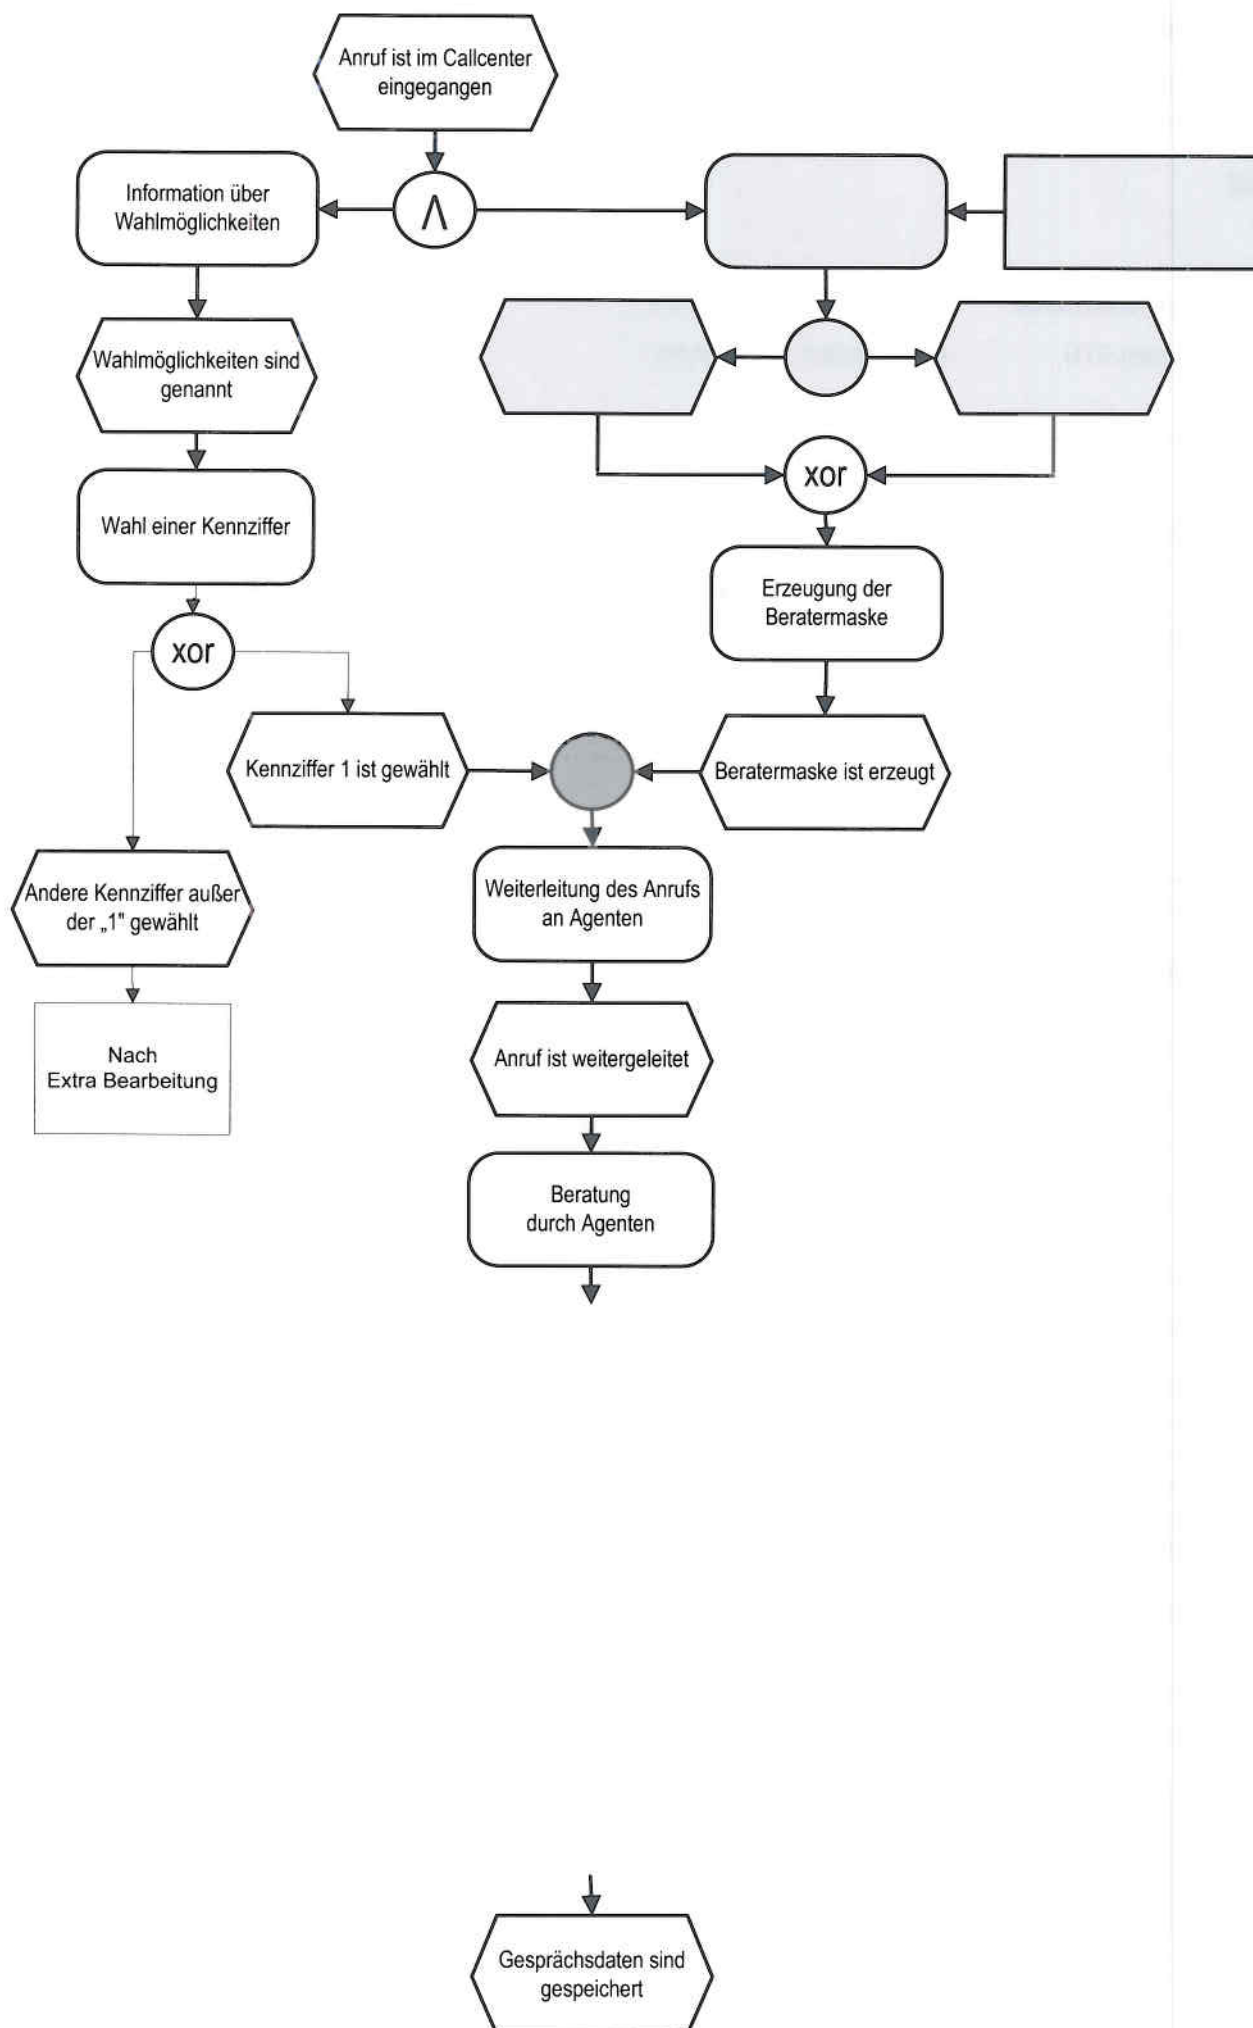 Anruf ist im Callcenter
eingegangen
Information über
Wahlmöglichkeiten
Λ
Wahlmöglichkeiten sind
genannt
xor
Wahl einer Kennziffer
Erzeugung der
Beratermaske
xor
Kennziffer 1 ist gewählt
Beratermaske ist erzeugt
Andere Kennziffer außer
der „1" gewählt
Weiterleitung des Anrufs
an Agenten
Nach
Extra Bearbeitung
Anruf ist weitergeleitet
Beratung
durch Agenten
Gesprächsdaten sind
gespeichert